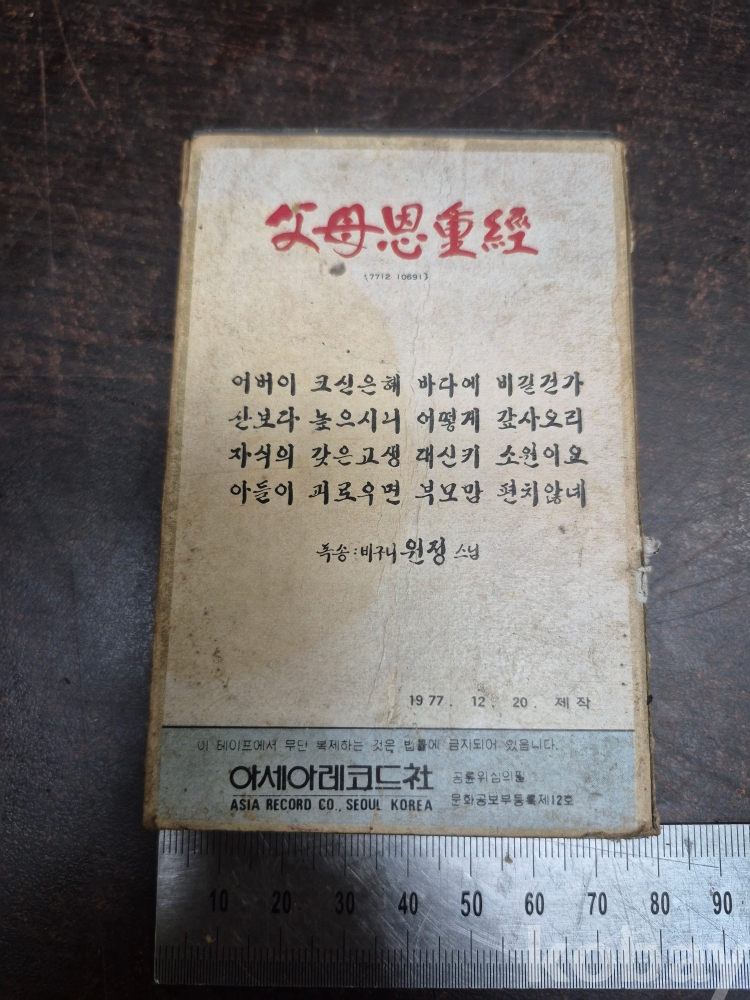 父母恩重經
(7712 10691)
어버이 크신은혜 바다에 비길건가
산보다 높으시니 어떻게 갚사오리
자식의 갖은고생 대신키 소원이요
아들이 괴로우면 부모맘 편치않네
독송:비구니 원정 스님
1977. 12. 20. 제작
이 테이프에서 무단 복제하는 것은 법률에 금지되어 있읍니다.
아세아레코드社 공륜위심의필
ASIA RECORD CO., SEOUL KOREA 문화공보부등록제12호
10 20 30 40 50 60 70 80 90